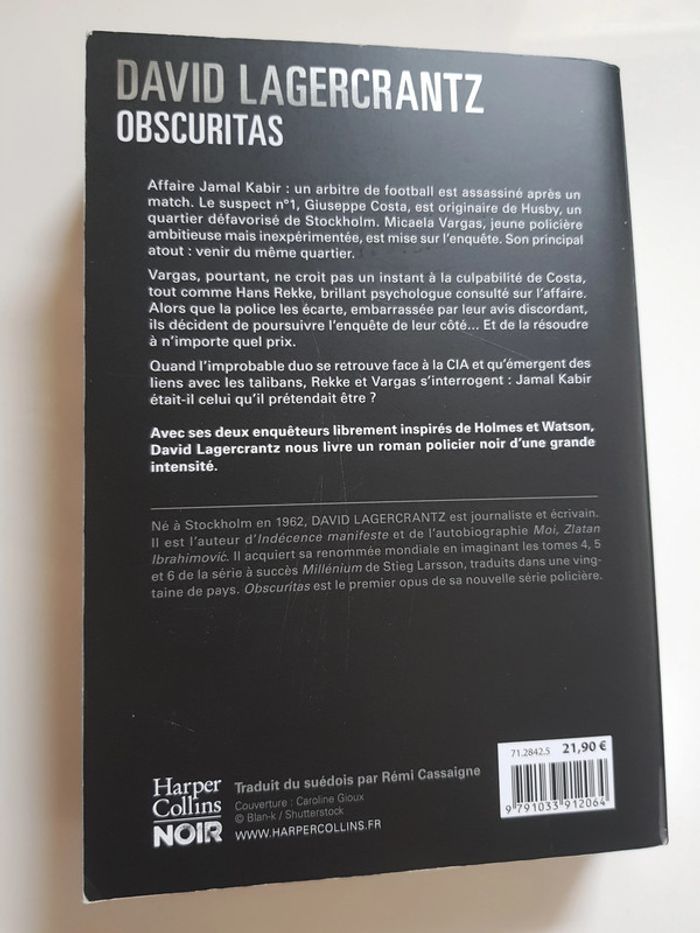 DAVID LAGERCRANTZ
OBSCURITAS
Affaire Jamal Kabir : un arbitre de football est assassiné après un
match. Le suspect n°1, Giuseppe Costa, est originaire de Husby, un
quartier défavorisé de Stockholm. Micaela Vargas, jeune policière
ambitieuse mais inexpérimentée, est mise sur l'enquête. Son principal
atout : venir du même quartier.
Vargas, pourtant, ne croit pas un instant à la culpabilité de Costa,
tout comme Hans Rekke, brillant psychologue consulté sur l'affaire.
Alors que la police les écarte, embarrassée par leur avis discordant,
ils décident de poursuivre l'enquête de leur côté... Et de la résoudre
à n'importe quel prix.
Quand l'improbable duo se retrouve face à la CIA et qu'émergent des
liens avec les talibans, Rekke et Vargas s'interrogent : Jamal Kabir
était-il celui qu'il prétendait être ?
Avec ses deux enquêteurs librement inspirés de Holmes et Watson,
David Lagercrantz nous livre un roman policier noir d'une grande
intensité.
Né à Stockholm en 1962, DAVID LAGERCRANTZ est journaliste et écrivain.
Il est l'auteur d'Indécence manifeste et de l'autobiographie Moi, Zlatan
Ibrahimović. Il acquiert sa renommée mondiale en imaginant les tomes 4, 5
et 6 de la série à succès Millénium de Stieg Larsson, traduits dans une ving-
taine de pays. Obscuritas est le premier opus de sa nouvelle série policière.
71.2842.5 21,90 €
9 791033 912064
Harper
Collins
NOIR
Traduit du suédois par Rémi Cassaigne
Couverture : Caroline Gioux
© Blan-k / Shutterstock
WWW.HARPERCOLLINS.FR